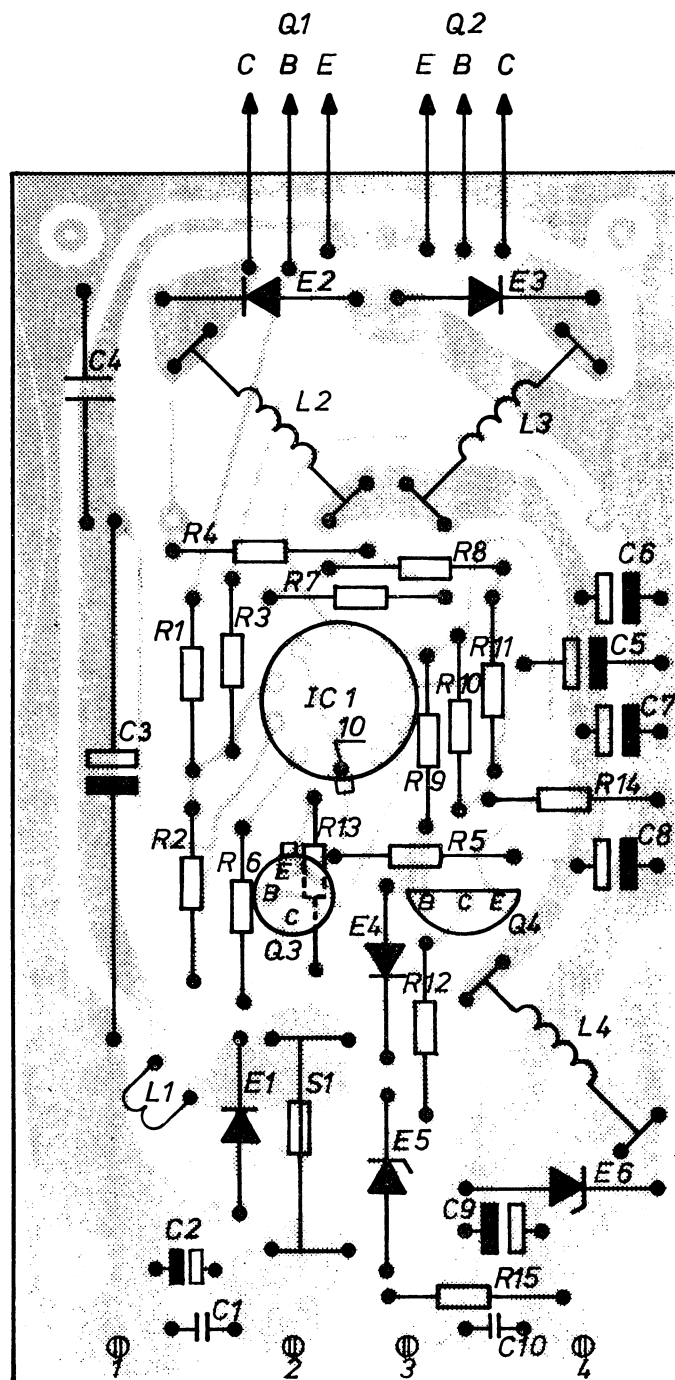 Q1 Q2
C B E E B C
E2 E3
C4
L2 L3
R4 R8 C6
R7
R1 R3 R11 C5
R10
IC1
10
C3 C7
R9 R14
R2 R6 R13 R5 C8
E
B
C
Q3
E4
B C E
Q4
R12
L4
L1 E1 S1
E5
E6
C2 C9
R15
C1 C10
1 2 3 4